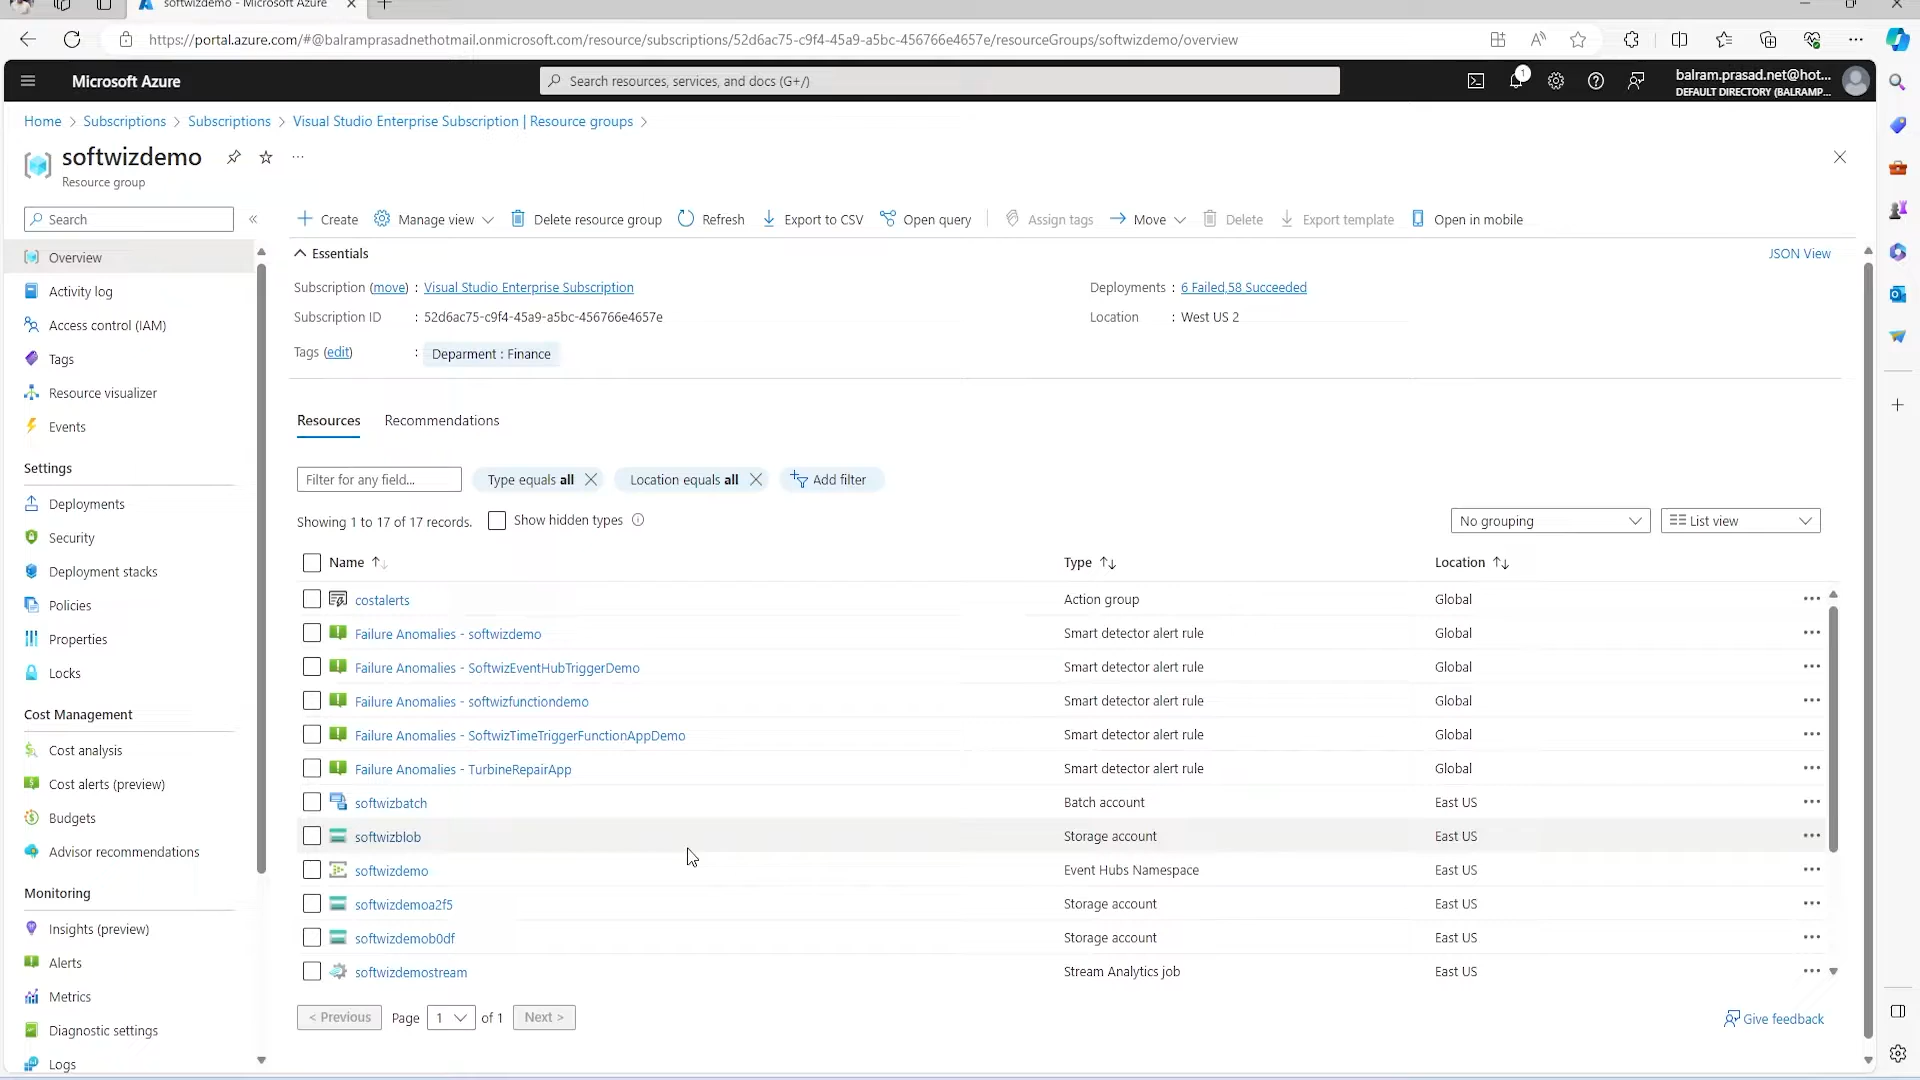 softwizdemo - Microsoft Azure
https://portal.azure.com/#@balramprasadnethotmail.onmicrosoft.com/resource/subscriptions/52d6ac75-c9f4-45a9-a5bc-456766e4657e/resourceGroups/softwizdemo/overview
Microsoft Azure
Search resources, services, and docs (G+/)
1
balram.prasad.net@hot...
DEFAULT DIRECTORY (BALRAMP...
Home > Subscriptions > Subscriptions > Visual Studio Enterprise Subscription | Resource groups >
softwizdemo
Resource group
Search
Create
Manage view
Delete resource group
Refresh
Export to CSV
Open query
Assign tags
Move
Delete
Export template
Open in mobile
Overview
Activity log
Access control (IAM)
Tags
Resource visualizer
Events
Settings
Deployments
Security
Deployment stacks
Policies
Properties
Locks
Cost Management
Cost analysis
Cost alerts (preview)
Budgets
Advisor recommendations
Monitoring
Insights (preview)
Alerts
Metrics
Diagnostic settings
Logs
Essentials
JSON View
Subscription (move) : Visual Studio Enterprise Subscription
Deployments : 6 Failed,58 Succeeded
Subscription ID : 52d6ac75-c9f4-45a9-a5bc-456766e4657e
Location : West US 2
Tags (edit) : Deparment : Finance
Resources
Recommendations
Filter for any field...
Type equals all
Location equals all
Add filter
Showing 1 to 17 of 17 records.
Show hidden types
No grouping
List view
Name Type Location
costalerts Action group Global
Failure Anomalies - softwizdemo Smart detector alert rule Global
Failure Anomalies - SoftwizEventHubTriggerDemo Smart detector alert rule Global
Failure Anomalies - softwizfunctiondemo Smart detector alert rule Global
Failure Anomalies - SoftwizTimeTriggerFunctionAppDemo Smart detector alert rule Global
Failure Anomalies - TurbineRepairApp Smart detector alert rule Global
softwizbatch Batch account East US
softwizblob Storage account East US
softwizdemo Event Hubs Namespace East US
softwizdemoa2f5 Storage account East US
softwizdemob0df Storage account East US
softwizdemostream Stream Analytics job East US
< Previous Page 1 of 1 Next >
Give feedback